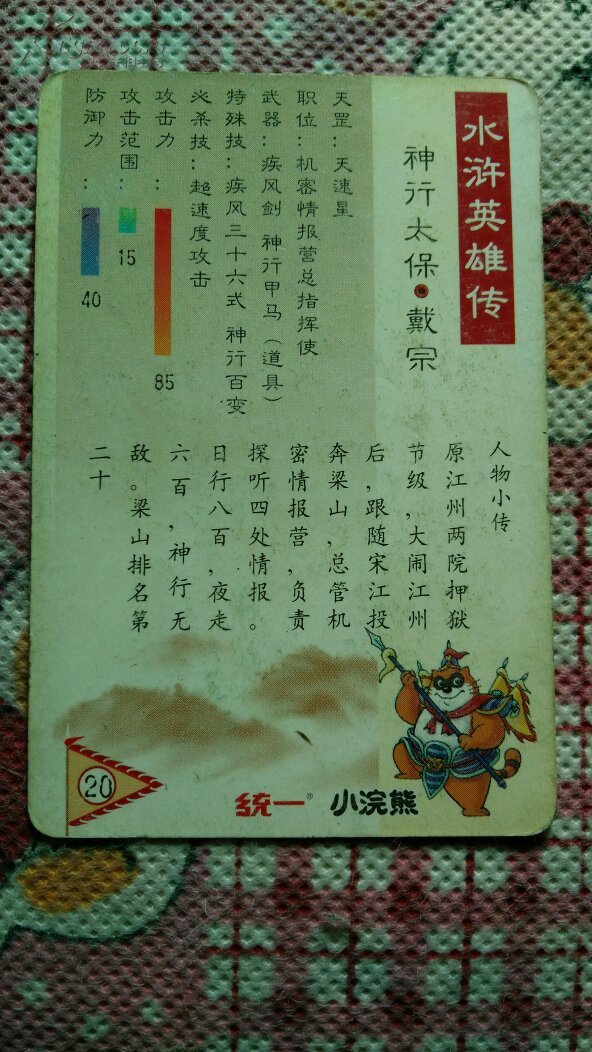 水浒英雄传
神行太保·戴宗
天罡：天速星
职位：机密情报营总指挥使
武器：疾风剑 神行甲马（道具）
特殊技：疾风三十六式 神行百变
必杀技：超速度攻击
攻击力：
85
攻击范围：
15
防御力：
40
人物小传
原江州两院押狱
节级，大闹江州
后，跟随宋江投
奔梁山，总管机
密情报营，负责
探听四处情报。
日行八百，夜走
六百，神行无
敌。梁山排名第
二十
20
統一® 小浣熊